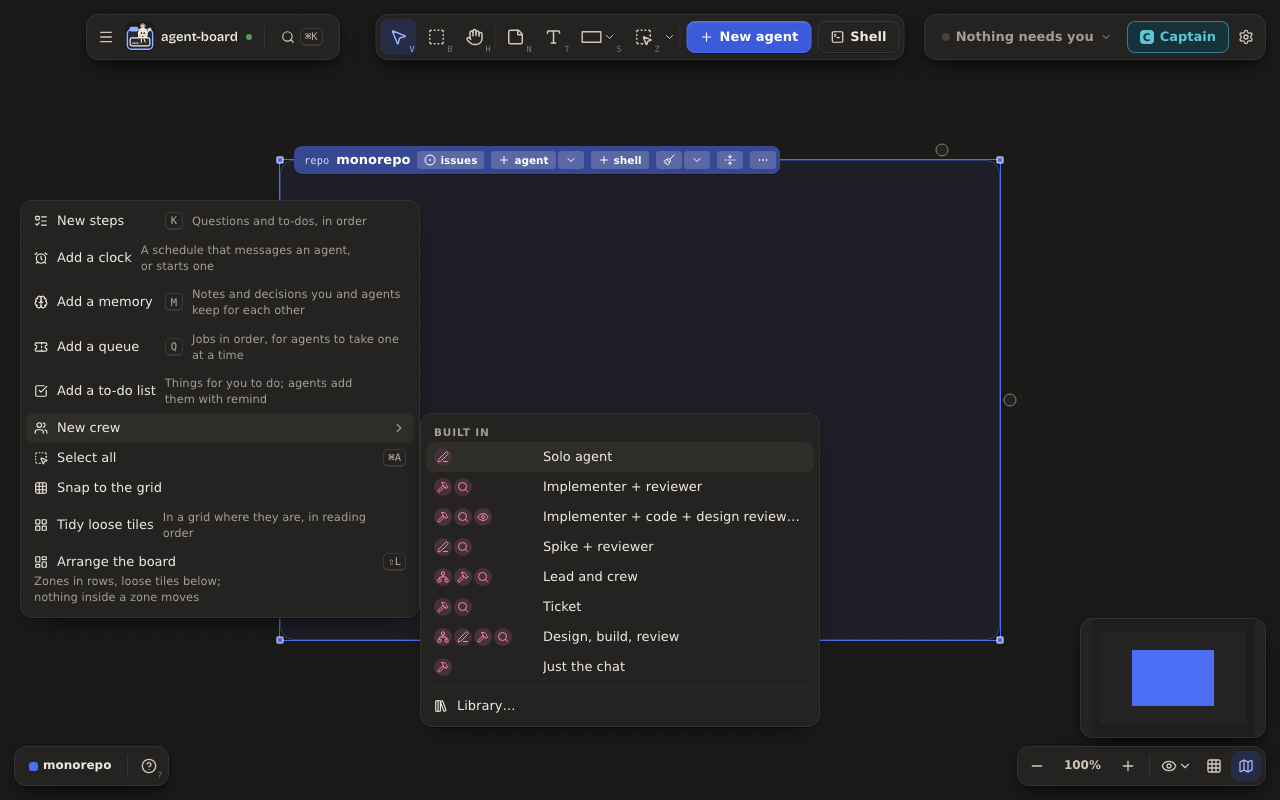 agent-board
⌘K
V
B
H
N
T
S
Z
New agent
Shell
Nothing needs you
C Captain
repo monorepo
issues
agent
shell
New steps K Questions and to-dos, in order
Add a clock A schedule that messages an agent,
or starts one
Add a memory M Notes and decisions you and agents
keep for each other
Add a queue Q Jobs in order, for agents to take one
at a time
Add a to-do list Things for you to do; agents add
them with remind
New crew
Select all ⌘A
Snap to the grid
Tidy loose tiles In a grid where they are, in reading
order
Arrange the board ⇧L
Zones in rows, loose tiles below;
nothing inside a zone moves
BUILT IN
Solo agent
Implementer + reviewer
Implementer + code + design review…
Spike + reviewer
Lead and crew
Ticket
Design, build, review
Just the chat
Library…
monorepo
?
100%